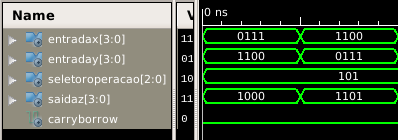 Name V 0 ns
entradax[3:0] 11 0111 1100
entraday[3:0] 01 1100 0111
seletoroperacao[2:0] 10 101
saidaz[3:0] 11 1000 1101
carryborrow 0